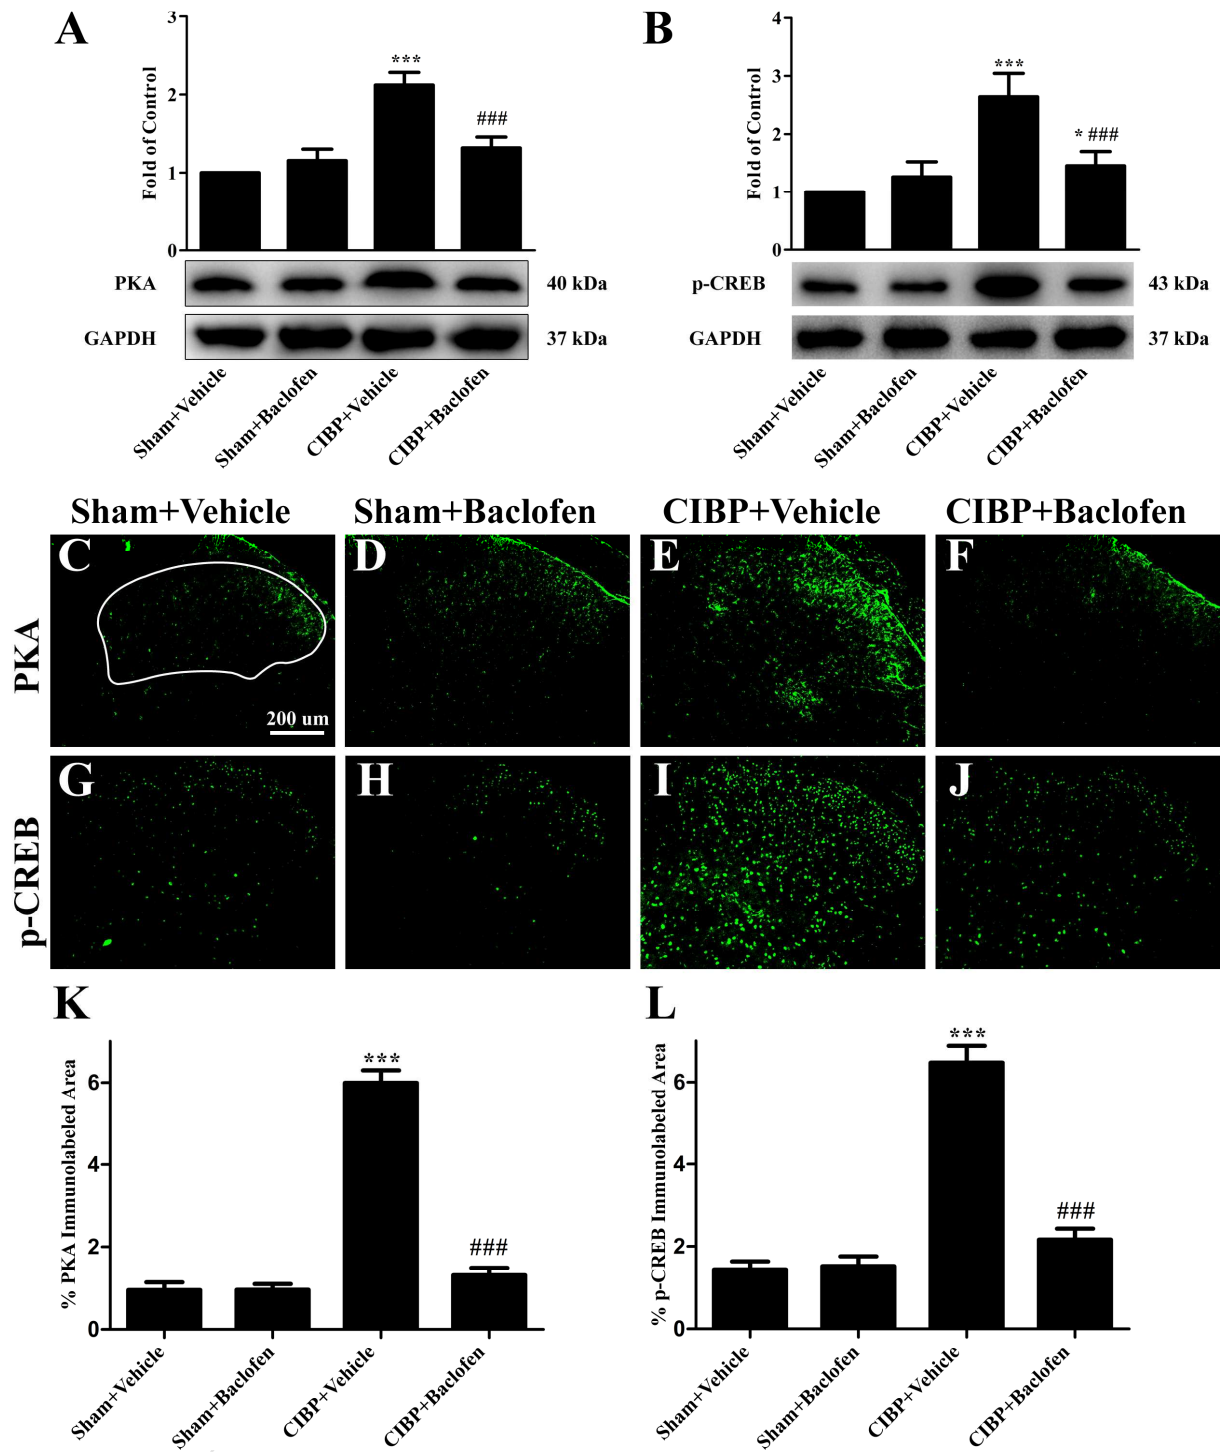 A
B
3
2
1
0
Fold of Control
***
###
4
3
2
1
0
Fold of Control
***
* ###
PKA
40 kDa
GAPDH
37 kDa
p-CREB
43 kDa
GAPDH
37 kDa
Sham+Vehicle
Sham+Baclofen
CIBP+Vehicle
CIBP+Baclofen
Sham+Vehicle
Sham+Baclofen
CIBP+Vehicle
CIBP+Baclofen
Sham+Vehicle
Sham+Baclofen
CIBP+Vehicle
CIBP+Baclofen
PKA
C
200 um
D
E
F
p-CREB
G
H
I
J
K
L
6
4
2
0
% PKA Immunolabeled Area
***
###
Sham+Vehicle
Sham+Baclofen
CIBP+Vehicle
CIBP+Baclofen
6
4
2
0
% p-CREB Immunolabeled Area
***
###
Sham+Vehicle
Sham+Baclofen
CIBP+Vehicle
CIBP+Baclofen